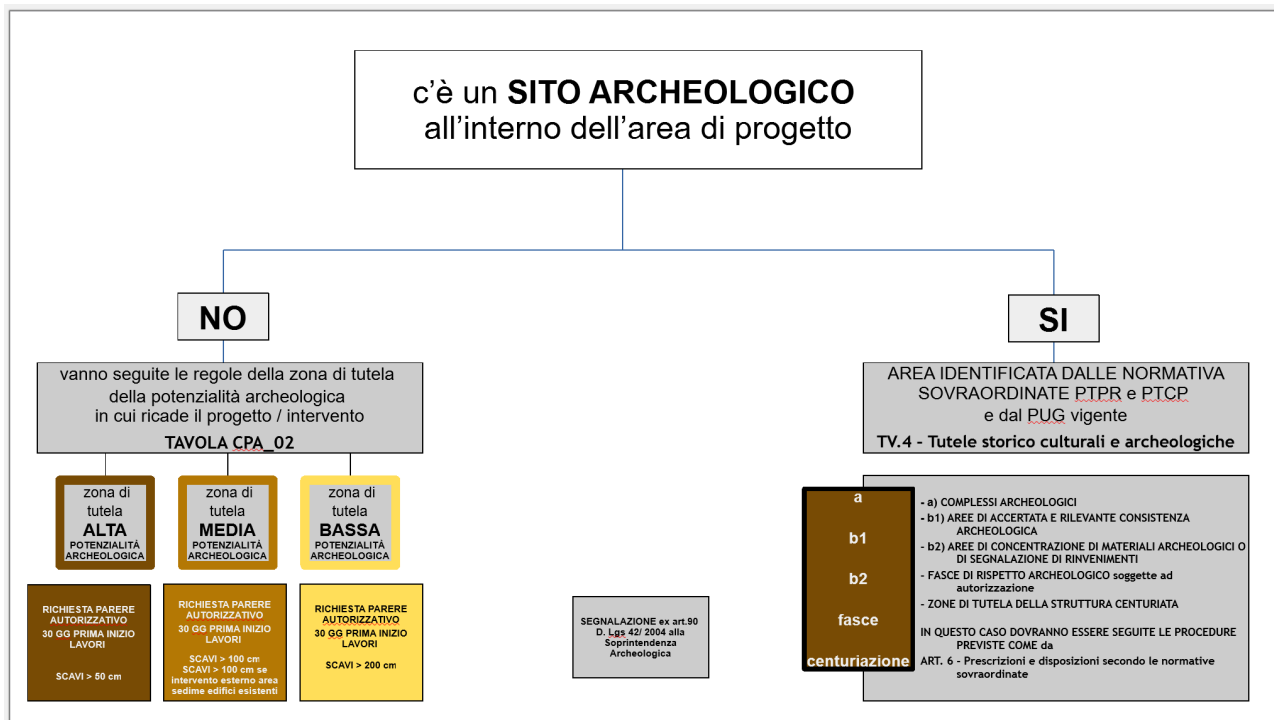 c'è un SITO ARCHEOLOGICO
all'interno dell'area di progetto
NO
SI
vanno seguite le regole della zona di tutela
della potenzialità archeologica
in cui ricade il progetto / intervento
TAVOLA CPA_02
AREA IDENTIFICATA DALLE NORMATIVA
SOVRAORDINATE PTPR e PTCP
e dal PUG vigente
TV.4 - Tutele storico culturali e archeologiche
zona di
tutela
ALTA
POTENZIALITÀ
ARCHEOLOGICA
zona di
tutela
MEDIA
POTENZIALITÀ
ARCHEOLOGICA
zona di
tutela
BASSA
POTENZIALITÀ
ARCHEOLOGICA
RICHIESTA PARERE
AUTORIZZATIVO
30 GG PRIMA INIZIO
LAVORI
SCAVI > 50 cm
RICHIESTA PARERE
AUTORIZZATIVO
30 GG PRIMA INIZIO
LAVORI
SCAVI > 100 cm
SCAVI > 100 cm se
intervento esterno area
sedime edifici esistenti
RICHIESTA PARERE
AUTORIZZATIVO
30 GG PRIMA INIZIO
LAVORI
SCAVI > 200 cm
SEGNALAZIONE ex art.90
D. Lgs 42/ 2004 alla
Soprintendenza
Archeologica
a
b1
b2
fasce
centuriazione
- a) COMPLESSI ARCHEOLOGICI
- b1) AREE DI ACCERTATA E RILEVANTE CONSISTENZA
ARCHEOLOGICA
- b2) AREE DI CONCENTRAZIONE DI MATERIALI ARCHEOLOGICI O
DI SEGNALAZIONE DI RINVENIMENTI
- FASCE DI RISPETTO ARCHEOLOGICO soggette ad
autorizzazione
- ZONE DI TUTELA DELLA STRUTTURA CENTURIATA
IN QUESTO CASO DOVRANNO ESSERE SEGUITE LE PROCEDURE
PREVISTE COME da
ART. 6 - Prescrizioni e disposizioni secondo le normative
sovraordinate